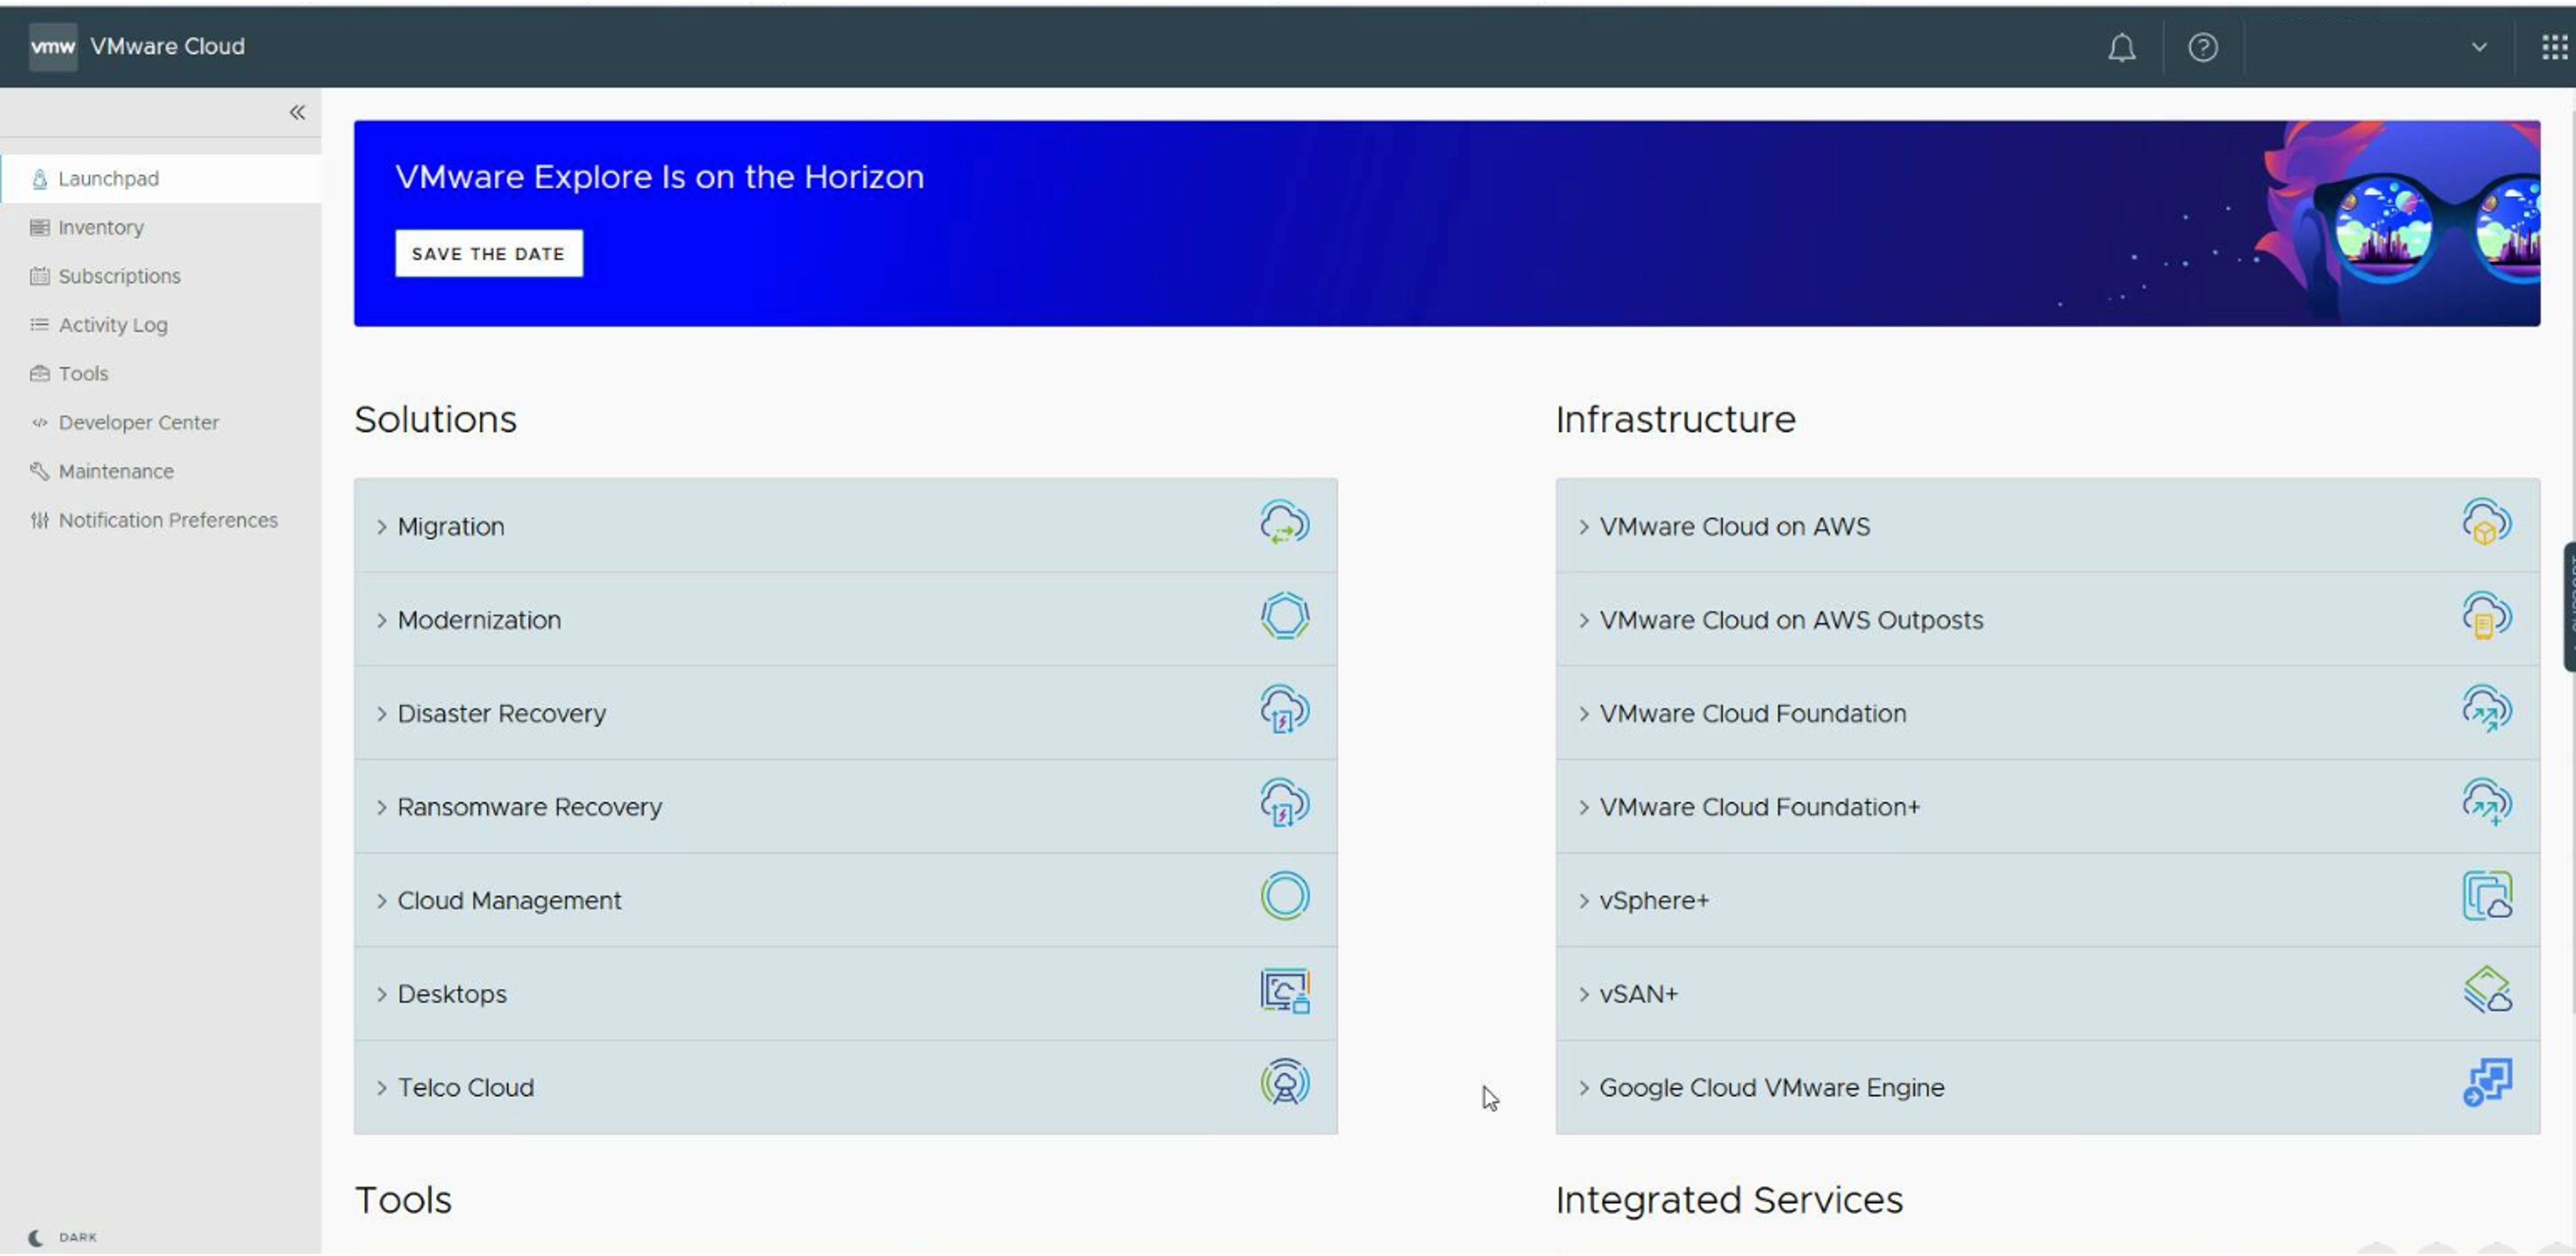 vmw VMware Cloud
Launchpad
Inventory
Subscriptions
Activity Log
Tools
Developer Center
Maintenance
Notification Preferences
DARK
VMware Explore Is on the Horizon
SAVE THE DATE
Solutions
Migration
Modernization
Disaster Recovery
Ransomware Recovery
Cloud Management
Desktops
Telco Cloud
Tools
Infrastructure
VMware Cloud on AWS
VMware Cloud on AWS Outposts
VMware Cloud Foundation
VMware Cloud Foundation+
vSphere+
vSAN+
Google Cloud VMware Engine
Integrated Services